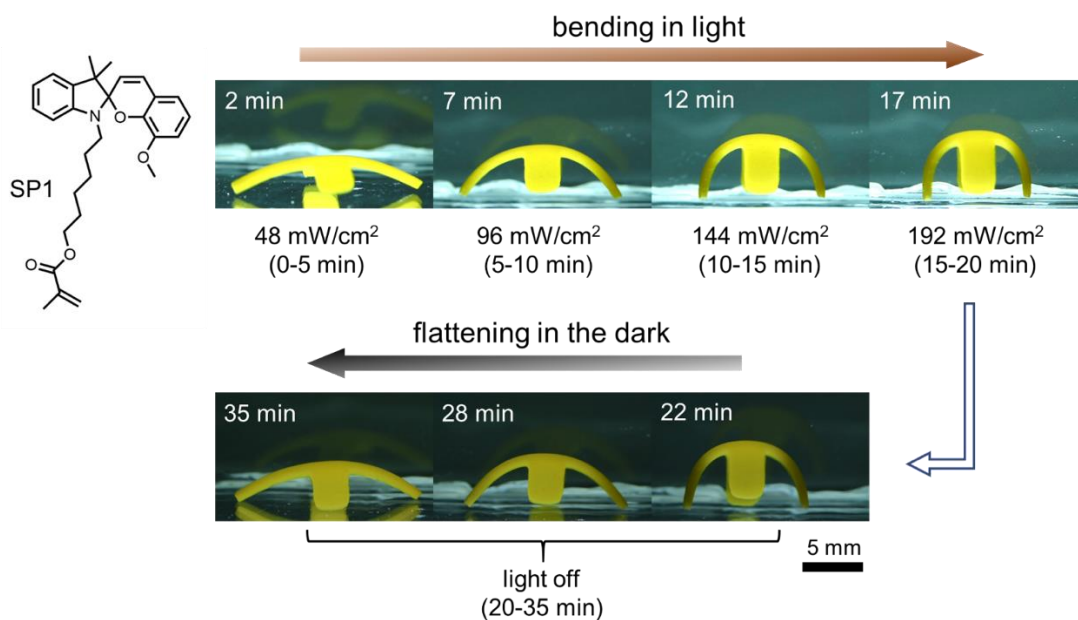 bending in light
2 min
7 min
12 min
17 min
N
O
O
SP1
O
O
48 mW/cm²
(0-5 min)
96 mW/cm²
(5-10 min)
144 mW/cm²
(10-15 min)
192 mW/cm²
(15-20 min)
flattening in the dark
35 min
28 min
22 min
5 mm
light off
(20-35 min)